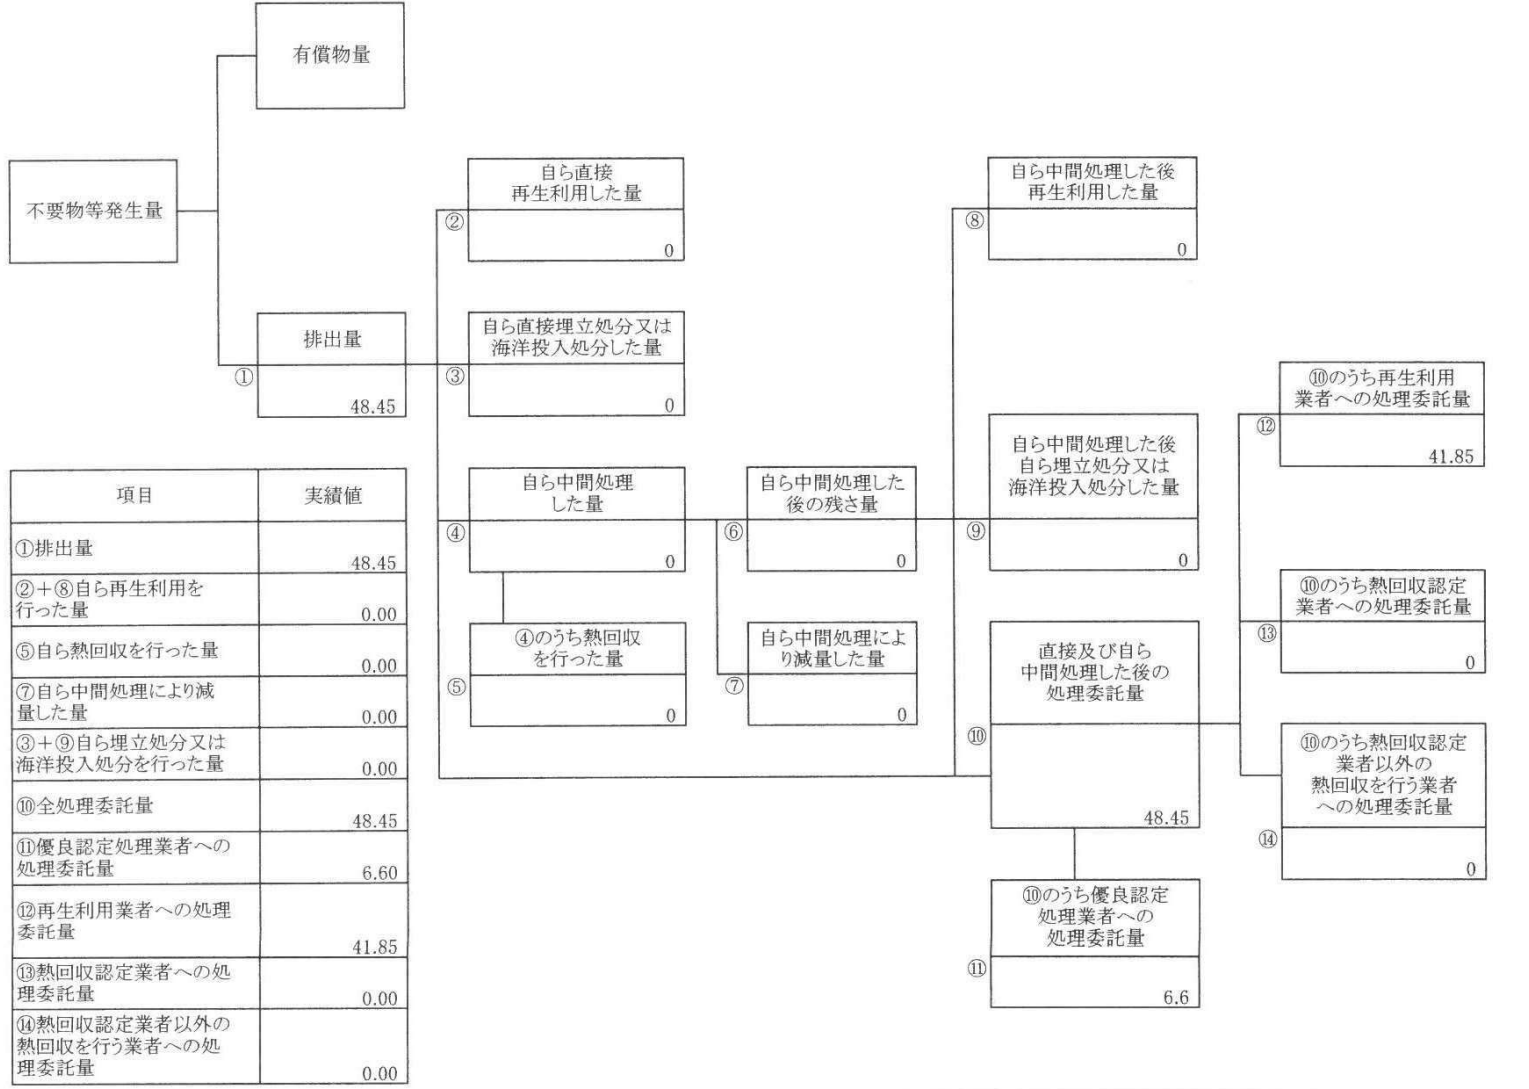 有償物量
不要物等発生量
排出量
①
48.45
自ら直接
再生利用した量
②
0
自ら直接埋立処分又は
海洋投入処分した量
③
0
自ら中間処理
した量
④
0
④のうち熱回収
を行った量
⑤
0
自ら中間処理した
後の残さ量
⑥
0
自ら中間処理によ
り減量した量
⑦
0
自ら中間処理した後
再生利用した量
⑧
0
自ら中間処理した後
自ら埋立処分又は
海洋投入処分した量
⑨
0
直接及び自ら
中間処理した後の
処理委託量
⑩
48.45
⑩のうち優良認定
処理業者への
処理委託量
⑪
6.6
⑩のうち再生利用
業者への処理委託量
⑫
41.85
⑩のうち熱回収認定
業者への処理委託量
⑬
0
⑩のうち熱回収認定
業者以外の
熱回収を行う業者
への処理委託量
⑭
0
項目 実績値
①排出量
48.45
②＋⑧自ら再生利用を
行った量 0.00
⑤自ら熱回収を行った量
0.00
⑦自ら中間処理により減
量した量 0.00
③＋⑨自ら埋立処分又は
海洋投入処分を行った量 0.00
⑩全処理委託量
48.45
⑪優良認定処理業者への
処理委託量 6.60
⑫再生利用業者への処理
委託量
41.85
⑬熱回収認定業者への処
理委託量 0.00
⑭熱回収認定業者以外の
熱回収を行う業者への処
理委託量 0.00